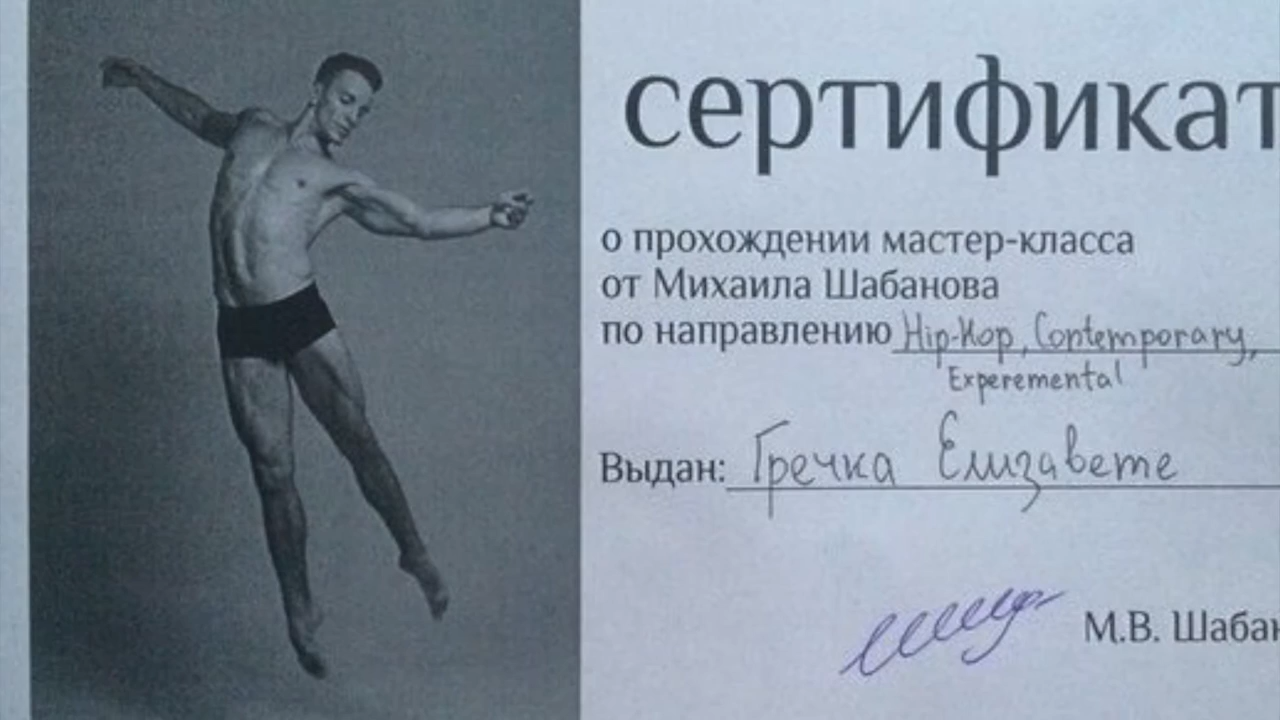 сертификат
о прохождении мастер-класса
от Михаила Шабанова
по направлению Hip-Hop, Contemporary,
Experemental
Выдан: Гречка Елизавете
М.В. Шабан